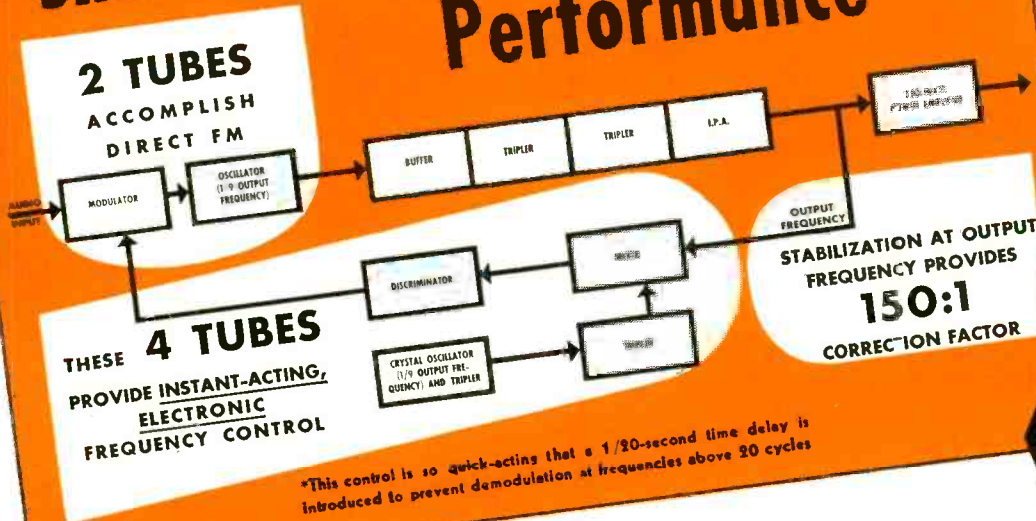 Performance
2 TUBES
ACCOMPLISH
DIRECT FM
AUDIO
INPUT
MODULATOR
OSCILLATOR
(1/9 OUTPUT
FREQUENCY)
BUFFER
TRIPLER
TRIPLER
I.P.A.
OUTPUT
FREQUENCY
DISCRIMINATOR
CRYSTAL OSCILLATOR
(1/9 OUTPUT FRE-
QUENCY) AND TRIPLER
STABILIZATION AT OUTPUT
FREQUENCY PROVIDES
150:1
CORRECTION FACTOR
THESE 4 TUBES
PROVIDE INSTANT-ACTING,
ELECTRONIC
FREQUENCY CONTROL
*This control is so quick-acting that a 1/20-second time delay is
introduced to prevent demodulation at frequencies above 20 cycles